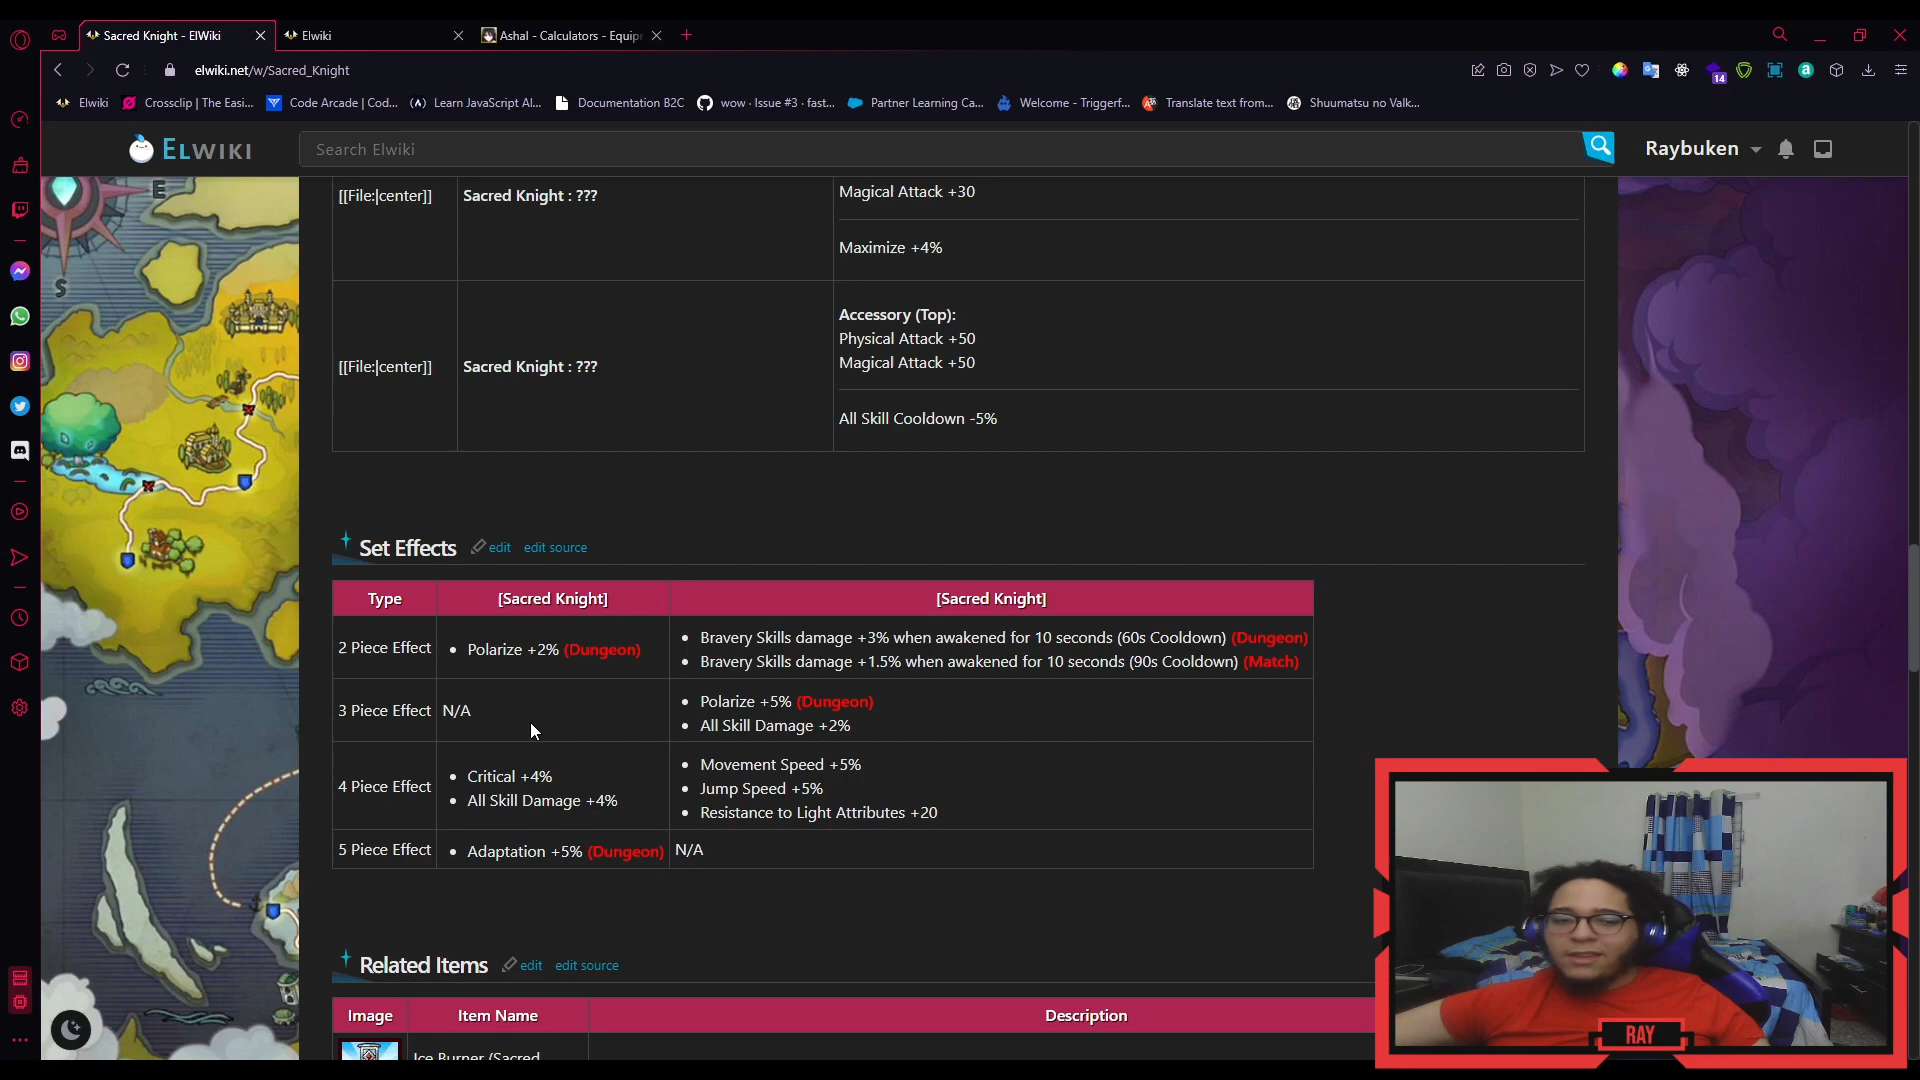 Sacred Knight - ElWiki
Elwiki
Ashal - Calculators - Equip
elwiki.net/w/Sacred_Knight
14
Elwiki
Crossclip | The Easi...
Code Arcade | Cod...
Learn JavaScript Al...
Documentation B2C
wow · Issue #3 · fast...
Partner Learning Ca...
Welcome - Triggerf...
Translate text from...
Shuumatsu no Valk...
ELWIKI
Search Elwiki
Raybuken
E
S
[[File:|center]]
Sacred Knight : ???
Magical Attack +30
Maximize +4%
[[File:|center]]
Sacred Knight : ???
Accessory (Top):
Physical Attack +50
Magical Attack +50
All Skill Cooldown -5%
Set Effects edit edit source
Type [Sacred Knight] [Sacred Knight]
2 Piece Effect
Polarize +2% (Dungeon)
Bravery Skills damage +3% when awakened for 10 seconds (60s Cooldown) (Dungeon)
Bravery Skills damage +1.5% when awakened for 10 seconds (90s Cooldown) (Match)
3 Piece Effect
N/A
Polarize +5% (Dungeon)
All Skill Damage +2%
4 Piece Effect
Critical +4%
All Skill Damage +4%
Movement Speed +5%
Jump Speed +5%
Resistance to Light Attributes +20
5 Piece Effect
Adaptation +5% (Dungeon)
N/A
Related Items edit edit source
Image Item Name Description
Ice Burner (Sacred
RAY